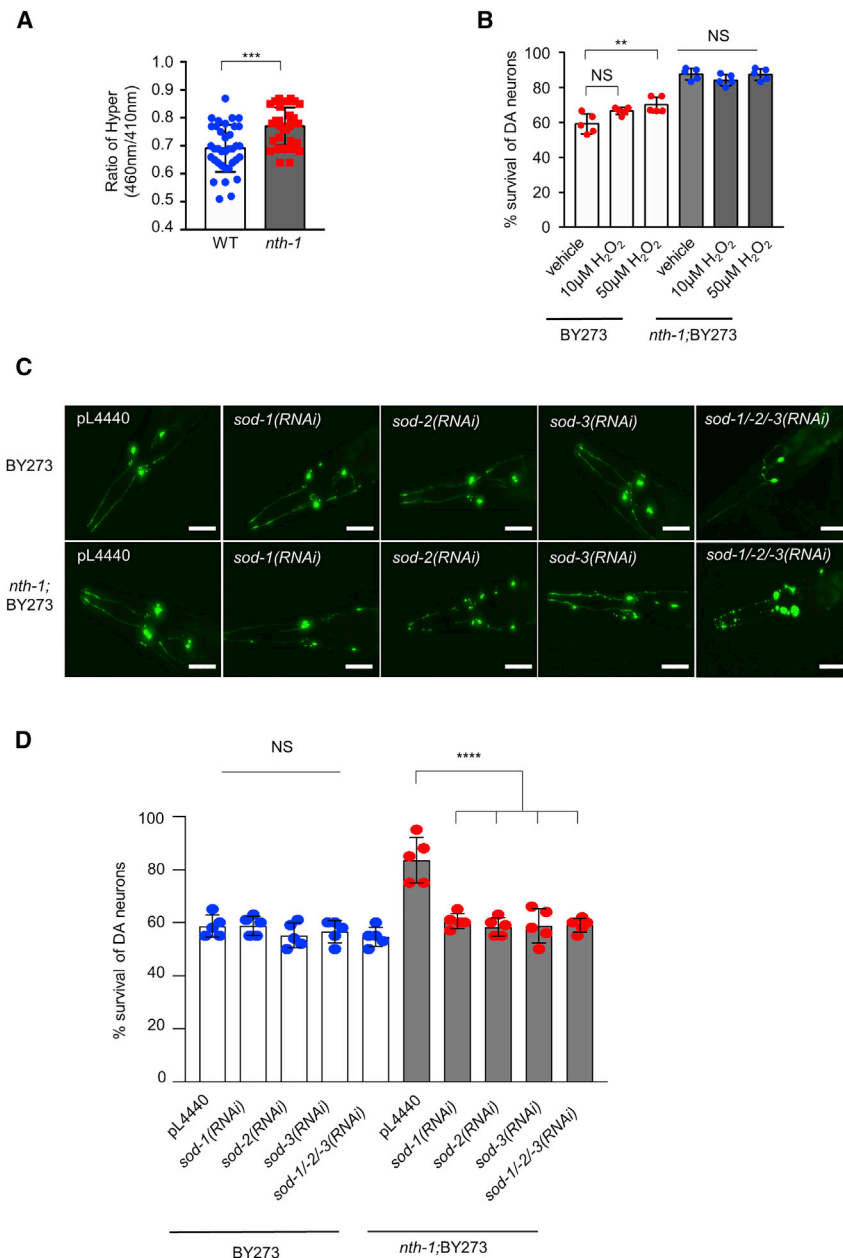 A
***
Ratio of Hyper
(460nm/410nm)
1.0
0.9
0.8
0.7
0.6
0.5
0.4
WT
nth-1
B
**
NS
NS
% survival of DA neurons
100
80
60
40
20
0
vehicle
10µM H₂O₂
50µM H₂O₂
vehicle
10µM H₂O₂
50µM H₂O₂
BY273
nth-1;BY273
C
BY273
pL4440
sod-1(RNAi)
sod-2(RNAi)
sod-3(RNAi)
sod-1/-2/-3(RNAi)
nth-1;
BY273
pL4440
sod-1(RNAi)
sod-2(RNAi)
sod-3(RNAi)
sod-1/-2/-3(RNAi)
D
NS
****
% survival of DA neurons
100
80
60
40
20
0
pL4440
sod-1(RNAi)
sod-2(RNAi)
sod-3(RNAi)
sod-1/-2/-3(RNAi)
pL4440
sod-1(RNAi)
sod-2(RNAi)
sod-3(RNAi)
sod-1/-2/-3(RNAi)
BY273
nth-1;BY273